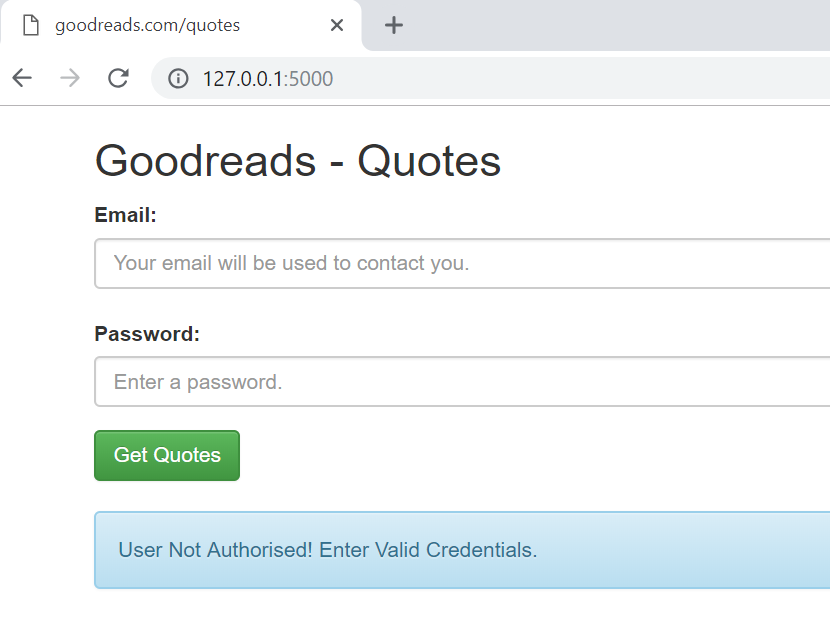 goodreads.com/quotes
127.0.0.1:5000
Goodreads - Quotes
Email:
Your email will be used to contact you.
Password:
Enter a password.
Get Quotes
User Not Authorised! Enter Valid Credentials.